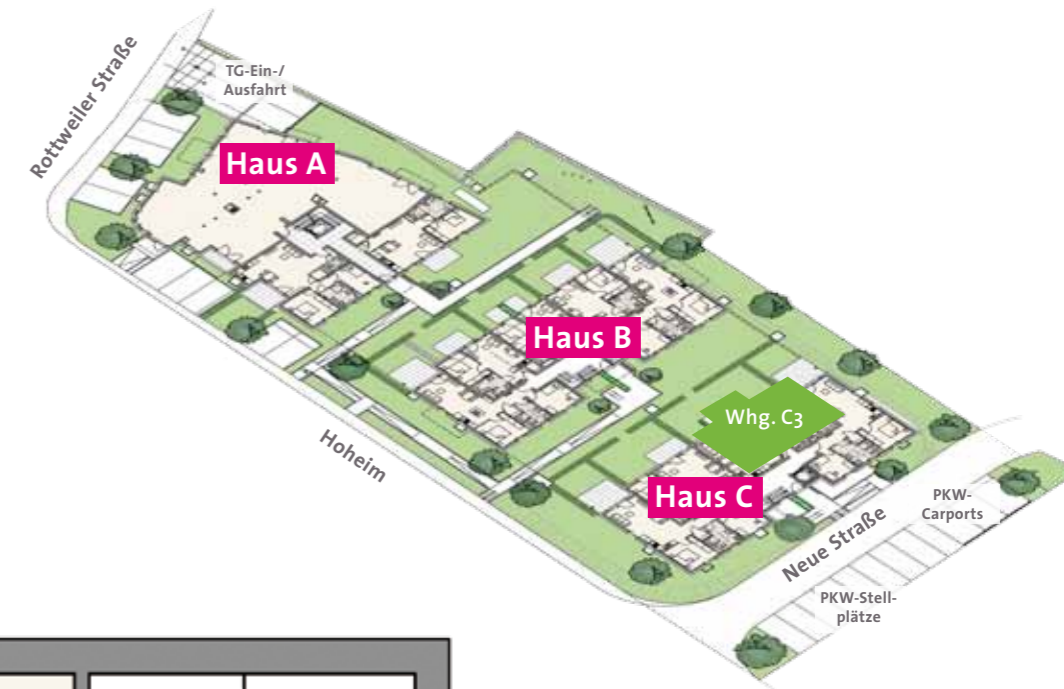 Rottweiler Straße
TG-Ein-/
Ausfahrt
Haus A
Haus B
Whg. C3
Haus C
Hoheim
PKW-
Carports
Neue Straße
PKW-Stell-
plätze